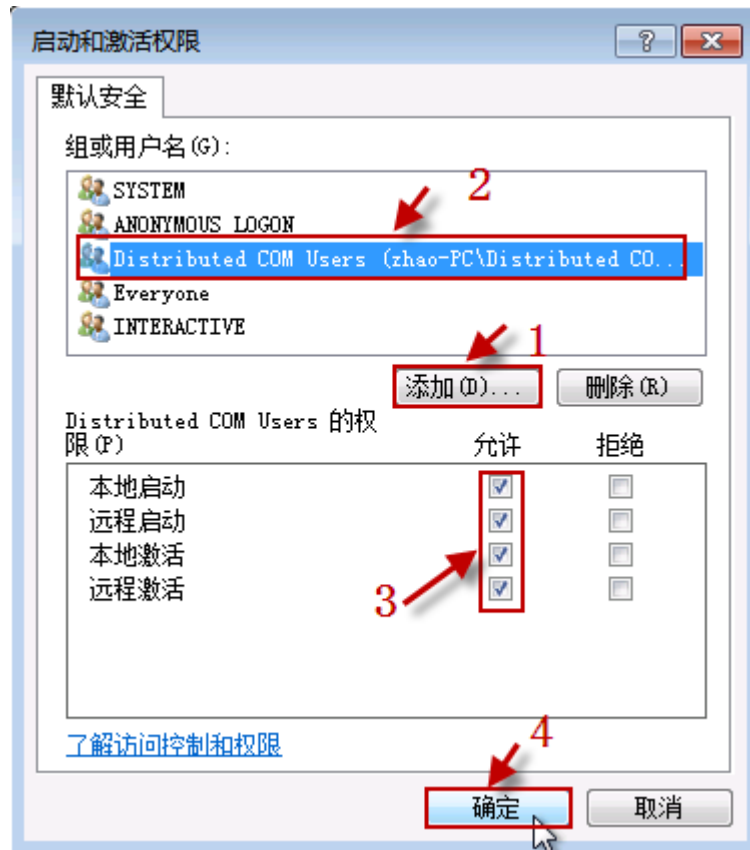 启动和激活权限
默认安全
组或用户名(G):
2
SYSTEM
ANONYMOUS LOGON
Distributed COM Users (zhao-PC\Distributed CO...
Everyone
INTERACTIVE
1
添加(D)... 删除(R)
Distributed COM Users 的权
限(P) 允许 拒绝
本地启动
远程启动
本地激活
远程激活
3
了解访问控制和权限
4
确定 取消